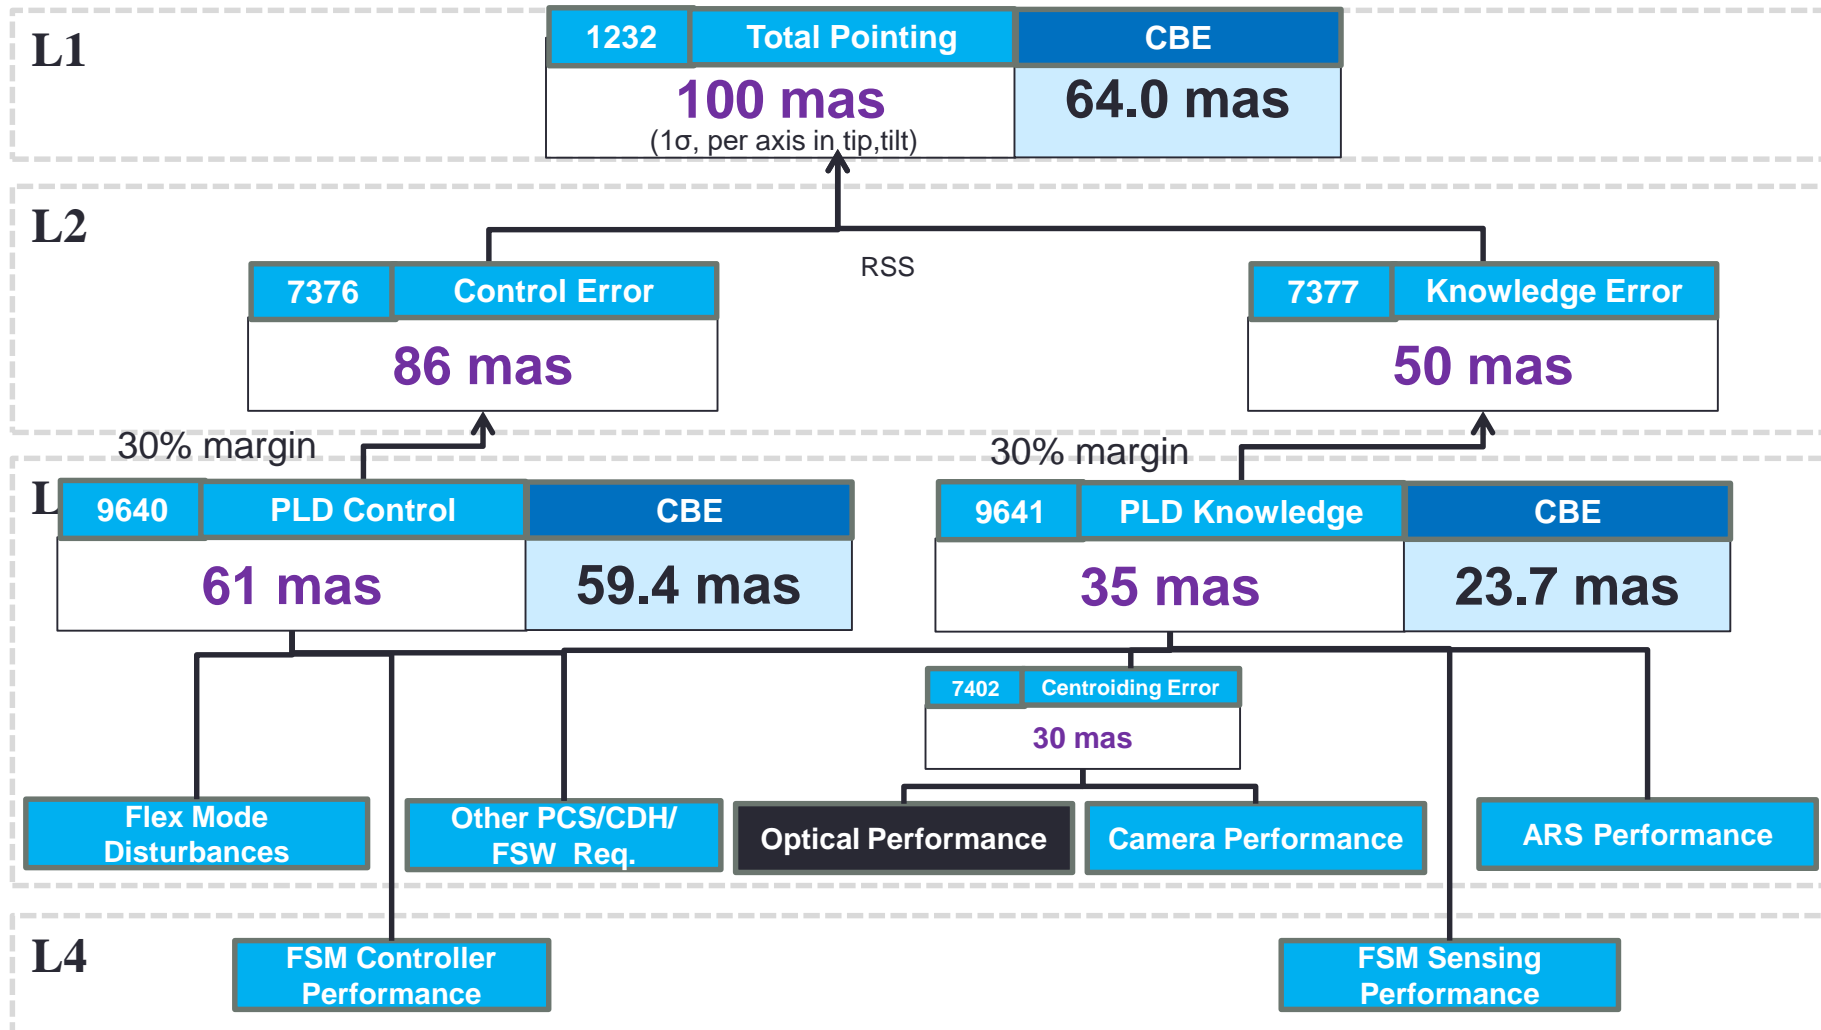 L1
1232 Total Pointing CBE
100 mas 64.0 mas
(1σ, per axis in tip,tilt)
L2
RSS
7376 Control Error
86 mas
7377 Knowledge Error
50 mas
30% margin
30% margin
L
9640 PLD Control CBE
61 mas 59.4 mas
9641 PLD Knowledge CBE
35 mas 23.7 mas
7402 Centroiding Error
30 mas
Flex Mode
Disturbances
Other PCS/CDH/
FSW Req.
Optical Performance
Camera Performance
ARS Performance
L4
FSM Controller
Performance
FSM Sensing
Performance